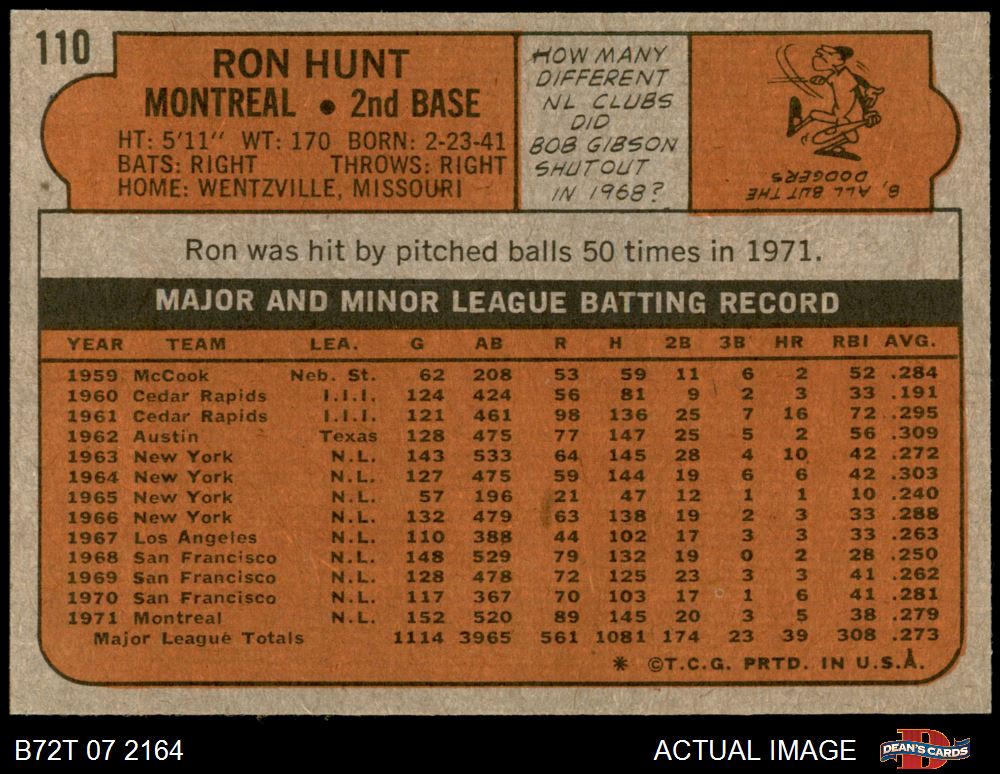 110
RON HUNT
MONTREAL • 2nd BASE
HT: 5'11" WT: 170 BORN: 2-23-41
BATS: RIGHT THROWS: RIGHT
HOME: WENTZVILLE, MISSOURI
HOW MANY
DIFFERENT
NL CLUBS
DID
BOB GIBSON
SHUTOUT
IN 1968?
8, ALL BUT THE
DODGERS
Ron was hit by pitched balls 50 times in 1971.
MAJOR AND MINOR LEAGUE BATTING RECORD
YEAR TEAM LEA. G AB R H 2B 3B HR RBI AVG.
1959 McCook Neb. St. 62 208 53 59 11 6 2 52 .284
1960 Cedar Rapids I.I.I. 124 424 56 81 9 2 3 33 .191
1961 Cedar Rapids I.I.I. 121 461 98 136 25 7 16 72 .295
1962 Austin Texas 128 475 77 147 25 5 2 56 .309
1963 New York N.L. 143 533 64 145 28 4 10 42 .272
1964 New York N.L. 127 475 59 144 19 6 6 42 .303
1965 New York N.L. 57 196 21 47 12 1 1 10 .240
1966 New York N.L. 132 479 63 138 19 2 3 33 .288
1967 Los Angeles N.L. 110 388 44 102 17 3 3 33 .263
1968 San Francisco N.L. 148 529 79 132 19 0 2 28 .250
1969 San Francisco N.L. 128 478 72 125 23 3 3 41 .262
1970 San Francisco N.L. 117 367 70 103 17 1 6 41 .281
1971 Montreal N.L. 152 520 89 145 20 3 5 38 .279
Major League Totals 1114 3965 561 1081 174 23 39 308 .273
* ©T.C.G. PRTD. IN U.S.A.
B72T 07 2164
ACTUAL IMAGE
DEAN'S CARDS